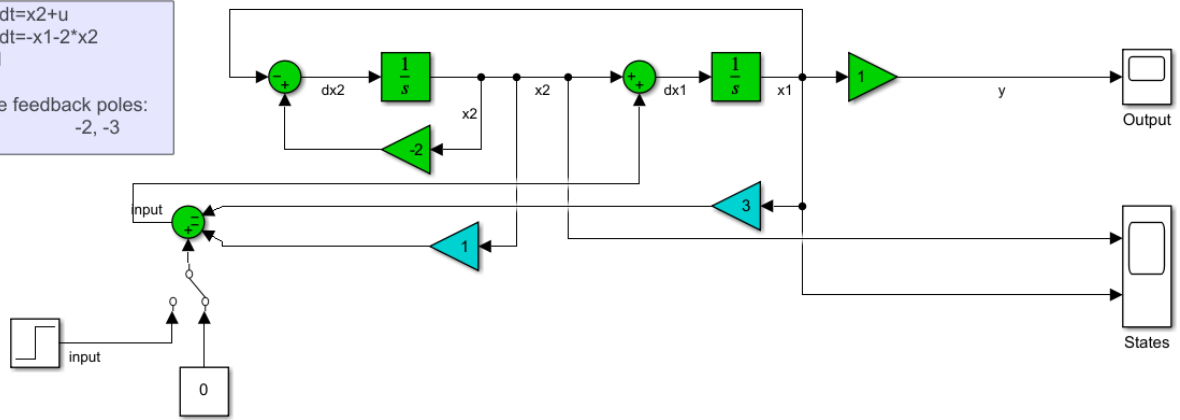 dt=x2+u
dt=-x1-2*x2
e feedback poles:
-2, -3
dx2
1
s
x2
x2
dx1
1
s
x1
1
y
Output
-2
input
3
1
input
0
States